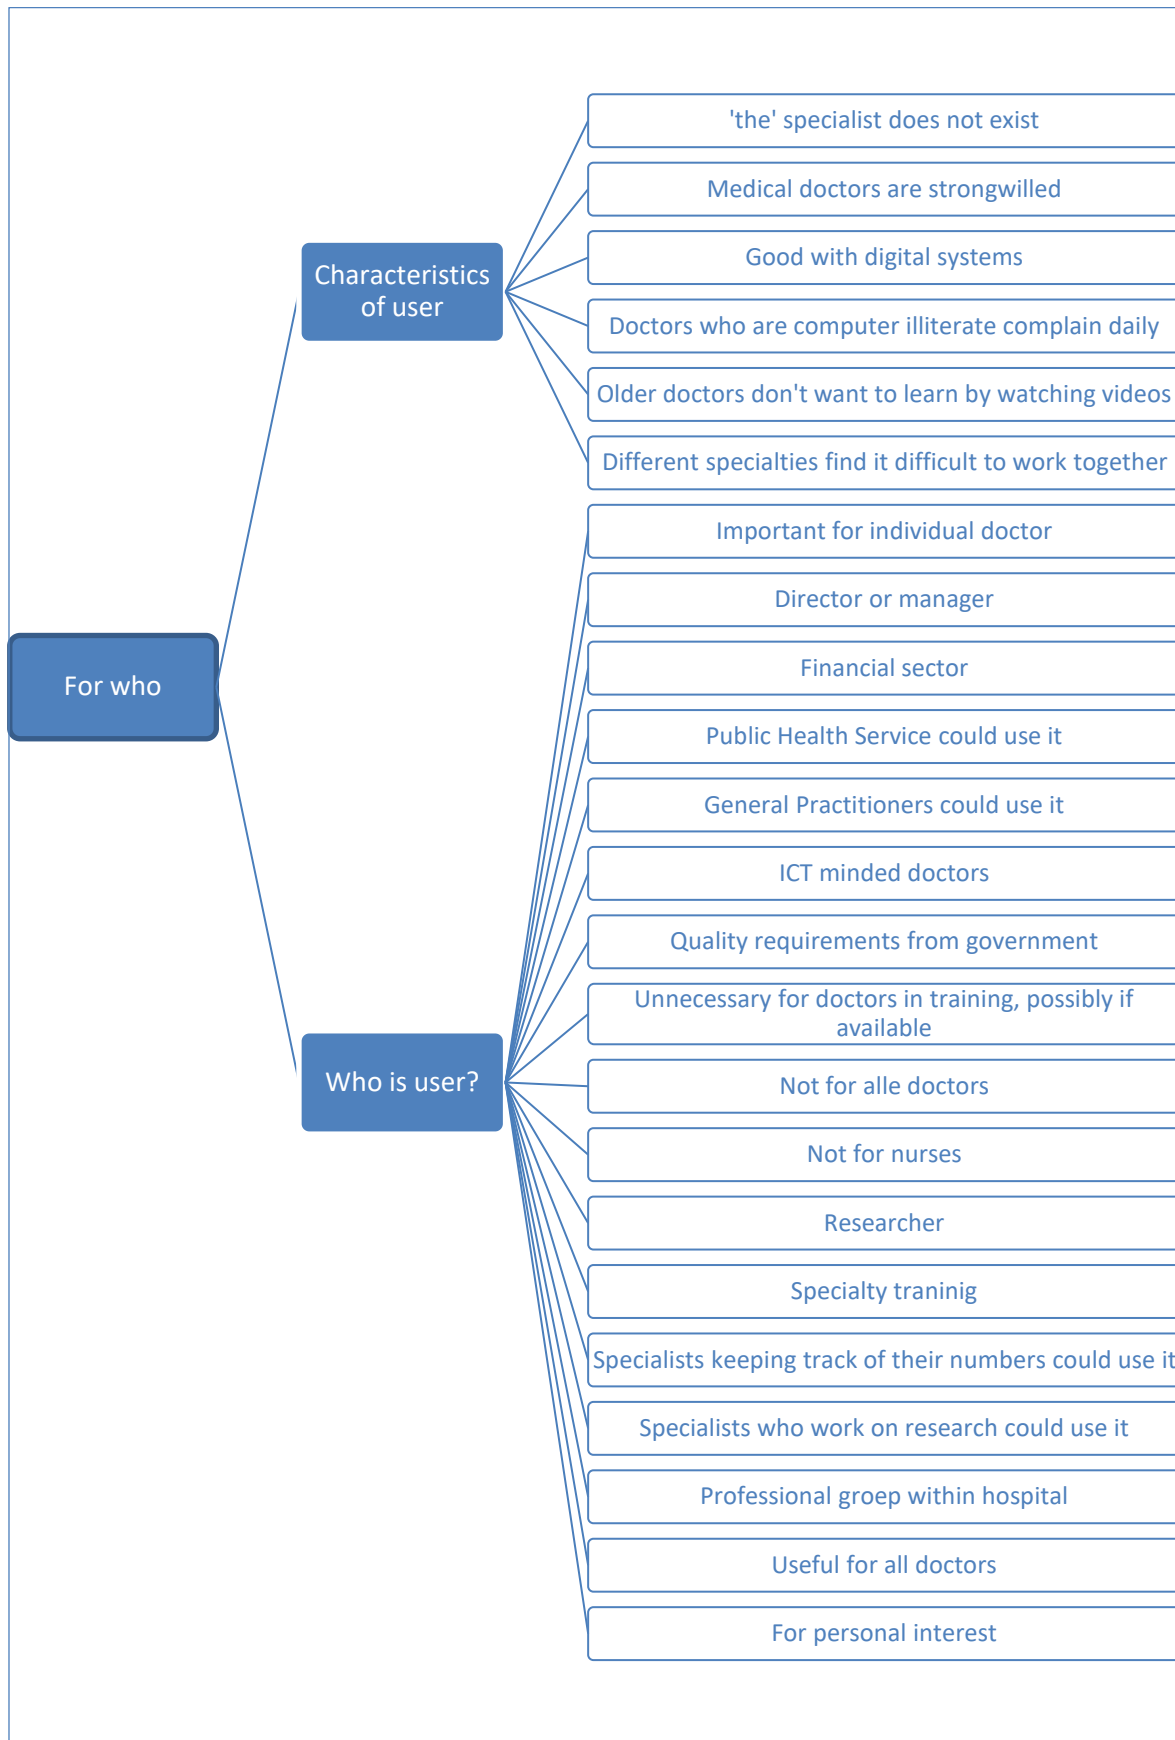 'the' specialist does not exist
Medical doctors are strongwilled
Good with digital systems
Doctors who are computer illiterate complain daily
Older doctors don't want to learn by watching videos
Different specialties find it difficult to work together
Characteristics
of user
Important for individual doctor
Director or manager
Financial sector
For who
Public Health Service could use it
General Practitioners could use it
ICT minded doctors
Quality requirements from government
Unnecessary for doctors in training, possibly if
available
Who is user?
Not for alle doctors
Not for nurses
Researcher
Specialty traninig
Specialists keeping track of their numbers could use it
Specialists who work on research could use it
Professional groep within hospital
Useful for all doctors
For personal interest